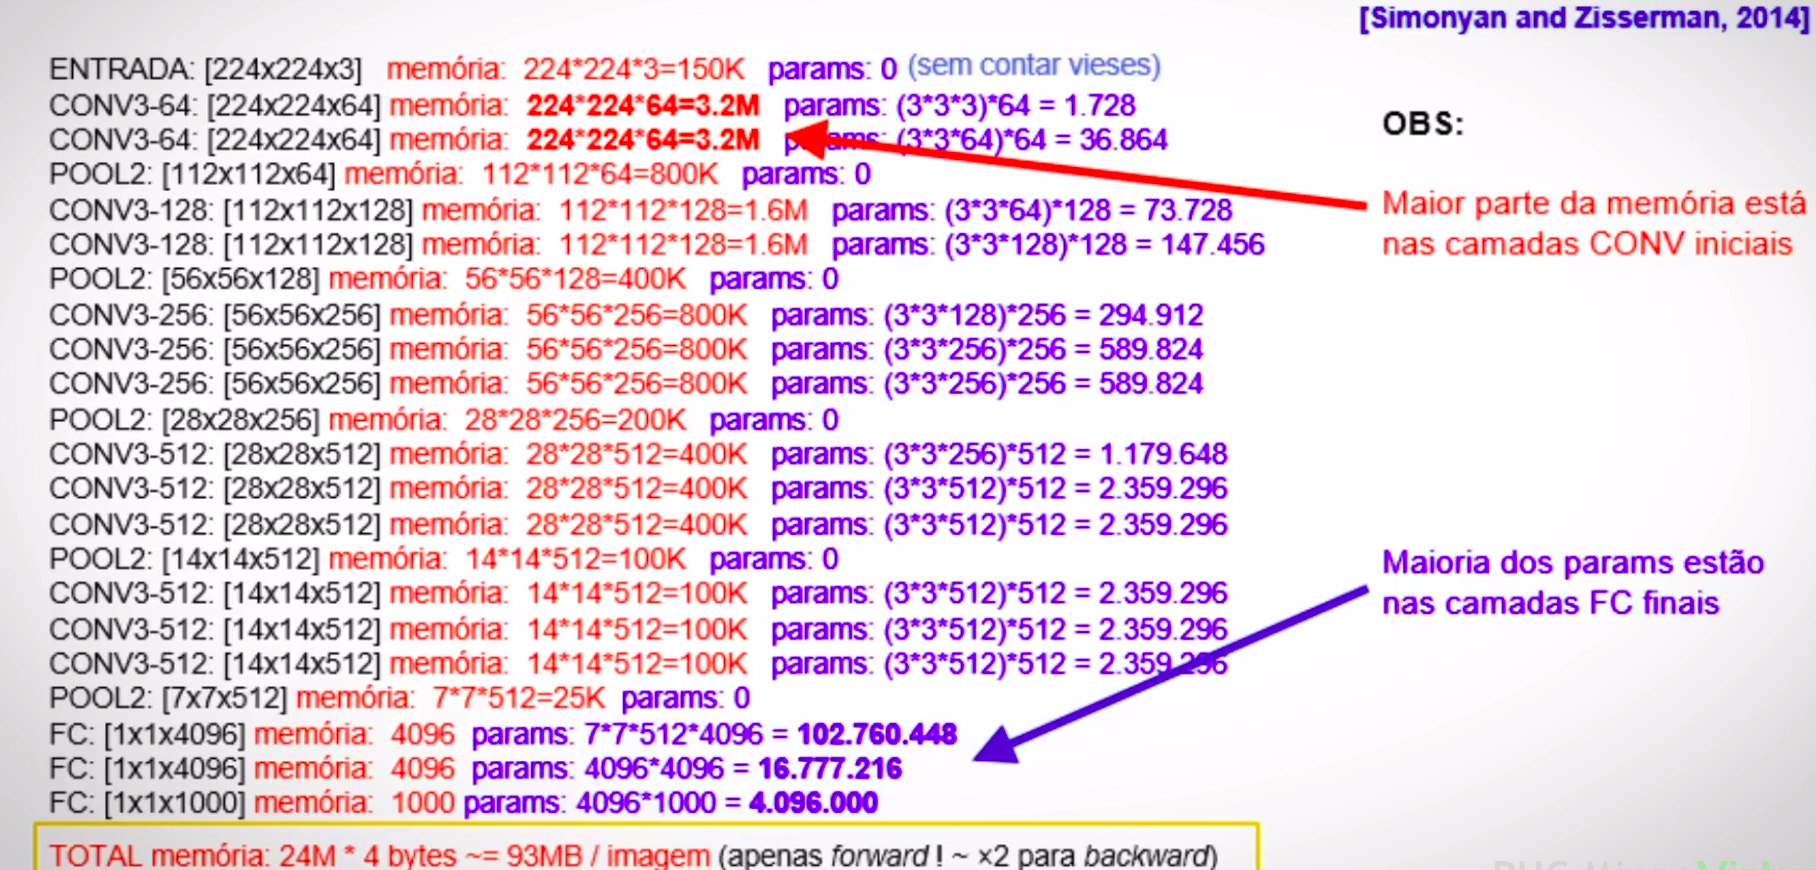 [Simonyan and Zisserman, 2014]
ENTRADA: [224x224x3] memória: 224*224*3=150K params: 0 (sem contar vieses)
CONV3-64: [224x224x64] memória: 224*224*64=3.2M params: (3*3*3)*64 = 1.728
CONV3-64: [224x224x64] memória: 224*224*64=3.2M params: (3*3*64)*64 = 36.864
POOL2: [112x112x64] memória: 112*112*64=800K params: 0
CONV3-128: [112x112x128] memória: 112*112*128=1.6M params: (3*3*64)*128 = 73.728
CONV3-128: [112x112x128] memória: 112*112*128=1.6M params: (3*3*128)*128 = 147.456
POOL2: [56x56x128] memória: 56*56*128=400K params: 0
CONV3-256: [56x56x256] memória: 56*56*256=800K params: (3*3*128)*256 = 294.912
CONV3-256: [56x56x256] memória: 56*56*256=800K params: (3*3*256)*256 = 589.824
CONV3-256: [56x56x256] memória: 56*56*256=800K params: (3*3*256)*256 = 589.824
POOL2: [28x28x256] memória: 28*28*256=200K params: 0
CONV3-512: [28x28x512] memória: 28*28*512=400K params: (3*3*256)*512 = 1.179.648
CONV3-512: [28x28x512] memória: 28*28*512=400K params: (3*3*512)*512 = 2.359.296
CONV3-512: [28x28x512] memória: 28*28*512=400K params: (3*3*512)*512 = 2.359.296
POOL2: [14x14x512] memória: 14*14*512=100K params: 0
CONV3-512: [14x14x512] memória: 14*14*512=100K params: (3*3*512)*512 = 2.359.296
CONV3-512: [14x14x512] memória: 14*14*512=100K params: (3*3*512)*512 = 2.359.296
CONV3-512: [14x14x512] memória: 14*14*512=100K params: (3*3*512)*512 = 2.359.296
POOL2: [7x7x512] memória: 7*7*512=25K params: 0
FC: [1x1x4096] memória: 4096 params: 7*7*512*4096 = 102.760.448
FC: [1x1x4096] memória: 4096 params: 4096*4096 = 16.777.216
FC: [1x1x1000] memória: 1000 params: 4096*1000 = 4.096.000
TOTAL memória: 24M * 4 bytes ~= 93MB / imagem (apenas forward ! ~ ×2 para backward)
OBS:
Maior parte da memória está
nas camadas CONV iniciais
Maioria dos params estão
nas camadas FC finais